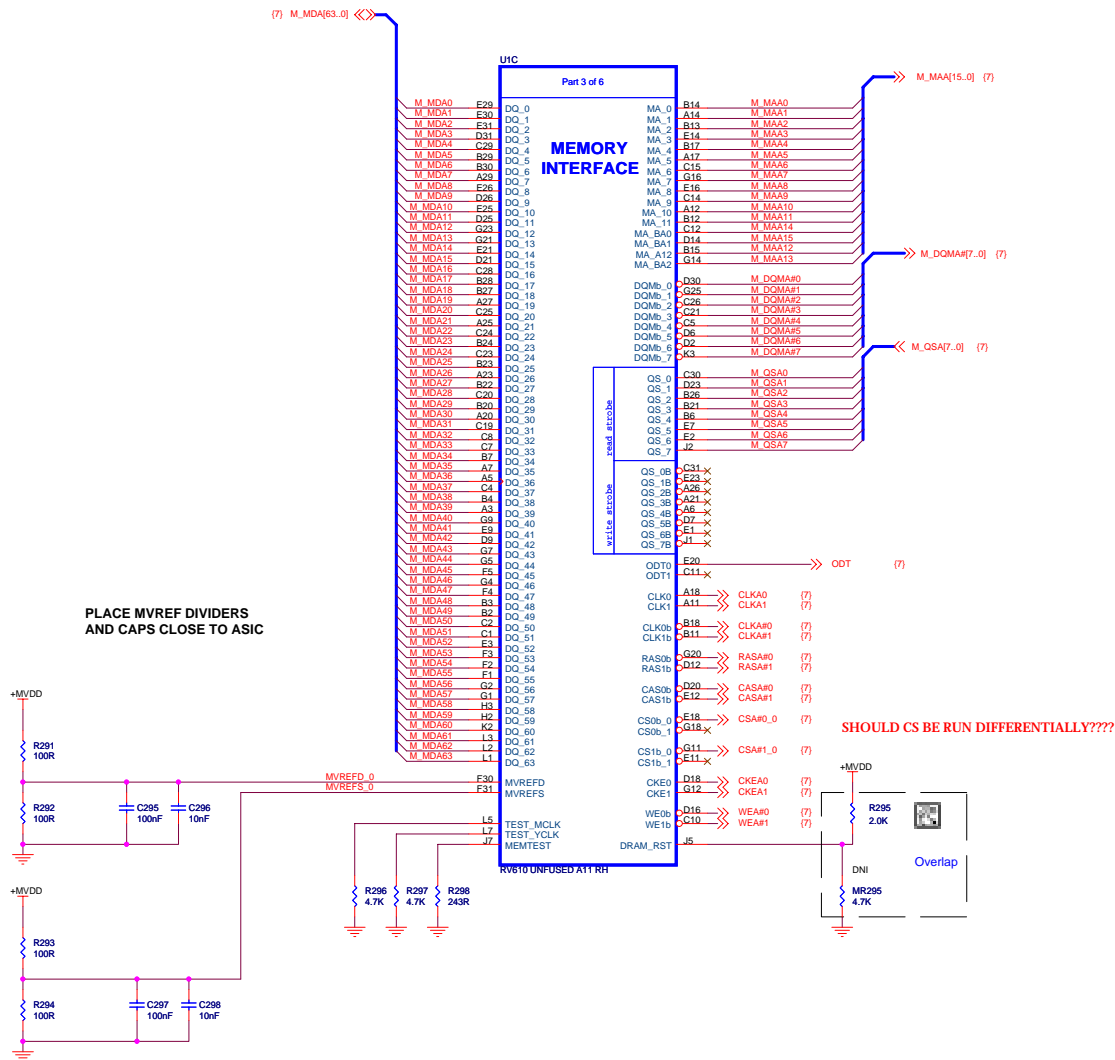 {7} M_MDA[63..0]
U1C
Part 3 of 6
MEMORY
INTERFACE
M_MAA[15..0] {7}
M_MDA0 E29 DQ_0 MA_0 B14 M_MAA0
M_MDA1 E30 DQ_1 MA_1 A14 M_MAA1
M_MDA2 E31 DQ_2 MA_2 B13 M_MAA2
M_MDA3 D31 DQ_3 MA_3 E14 M_MAA3
M_MDA4 C29 DQ_4 MA_4 B17 M_MAA4
M_MDA5 B29 DQ_5 MA_5 A17 M_MAA5
M_MDA6 B30 DQ_6 MA_6 C15 M_MAA6
M_MDA7 A29 DQ_7 MA_7 G16 M_MAA7
M_MDA8 E26 DQ_8 MA_8 E16 M_MAA8
M_MDA9 D26 DQ_9 MA_9 C14 M_MAA9
M_MDA10 E25 DQ_10 MA_10 A12 M_MAA10
M_MDA11 D25 DQ_11 MA_11 B12 M_MAA11
M_MDA12 G23 DQ_12 MA_BA0 C12 M_MAA14
M_MDA13 G21 DQ_13 MA_BA1 D14 M_MAA15
M_MDA14 E21 DQ_14 MA_A12 B15 M_MAA12
M_MDA15 D21 DQ_15 MA_BA2 G14 M_MAA13
M_DQMA#[7..0] {7}
M_MDA16 C28 DQ_16
M_MDA17 B28 DQ_17 DQMb_0 D30 M_DQMA#0
M_MDA18 B27 DQ_18 DQMb_1 G25 M_DQMA#1
M_MDA19 A27 DQ_19 DQMb_2 C26 M_DQMA#2
M_MDA20 C25 DQ_20 DQMb_3 C21 M_DQMA#3
M_MDA21 A25 DQ_21 DQMb_4 C5 M_DQMA#4
M_MDA22 C24 DQ_22 DQMb_5 D6 M_DQMA#5
M_MDA23 B24 DQ_23 DQMb_6 D2 M_DQMA#6
M_MDA24 C23 DQ_24 DQMb_7 K3 M_DQMA#7
M_QSA[7..0] {7}
M_MDA25 B23 DQ_25
M_MDA26 A23 DQ_26 QS_0 C30 M_QSA0
M_MDA27 B22 DQ_27 QS_1 D23 M_QSA1
M_MDA28 C20 DQ_28 QS_2 B26 M_QSA2
M_MDA29 B20 DQ_29 QS_3 B21 M_QSA3
M_MDA30 A20 DQ_30 QS_4 B6 M_QSA4
M_MDA31 C19 DQ_31 QS_5 E7 M_QSA5
M_MDA32 C8 DQ_32 QS_6 E2 M_QSA6
M_MDA33 C7 DQ_33 QS_7 J2 M_QSA7
read strobe
M_MDA34 B7 DQ_34
M_MDA35 A7 DQ_35 QS_0B C31
M_MDA36 A5 DQ_36 QS_1B E23
M_MDA37 C4 DQ_37 QS_2B A26
M_MDA38 B4 DQ_38 QS_3B A21
M_MDA39 A3 DQ_39 QS_4B A6
M_MDA40 G9 DQ_40 QS_5B D7
M_MDA41 E9 DQ_41 QS_6B E1
M_MDA42 D9 DQ_42 QS_7B J1
write strobe
M_MDA43 G7 DQ_43
M_MDA44 G5 DQ_44 ODT0 E20 ODT {7}
M_MDA45 F5 DQ_45 ODT1 C11
M_MDA46 G4 DQ_46
M_MDA47 F4 DQ_47 CLK0 A18 CLKA0 {7}
M_MDA48 B3 DQ_48 CLK1 A11 CLKA1 {7}
M_MDA49 B2 DQ_49
M_MDA50 C2 DQ_50 CLK0b B18 CLKA#0 {7}
M_MDA51 C1 DQ_51 CLK1b B11 CLKA#1 {7}
M_MDA52 E3 DQ_52
M_MDA53 F3 DQ_53 RAS0b G20 RASA#0 {7}
M_MDA54 F2 DQ_54 RAS1b D12 RASA#1 {7}
M_MDA55 F1 DQ_55
M_MDA56 G2 DQ_56 CAS0b D20 CASA#0 {7}
M_MDA57 G1 DQ_57 CAS1b E12 CASA#1 {7}
M_MDA58 H3 DQ_58
M_MDA59 H2 DQ_59 CS0b_0 E18 CSA#0_0 {7}
M_MDA60 K2 DQ_60 CS0b_1 G18
M_MDA61 L3 DQ_61
M_MDA62 L2 DQ_62 CS1b_0 G11 CSA#1_0 {7}
M_MDA63 L1 DQ_63 CS1b_1 E11
MVREFD_0 F30 MVREFD CKE0 D18 CKEA0 {7}
MVREFS_0 F31 MVREFS CKE1 G12 CKEA1 {7}
WE0b D16 WEA#0 {7}
L5 TEST_MCLK WE1b C10 WEA#1 {7}
L7 TEST_YCLK
J7 MEMTEST DRAM_RST J5
RV610 UNFUSED A11 RH
PLACE MVREF DIVIDERS
AND CAPS CLOSE TO ASIC
SHOULD CS BE RUN DIFFERENTIALLY????
+MVDD
R291
100R
R292
100R
C295
100nF
C296
10nF
+MVDD
R293
100R
R294
100R
C297
100nF
C298
10nF
R296
4.7K
R297
4.7K
R298
243R
+MVDD
R295
2.0K
Overlap
DNI
MR295
4.7K